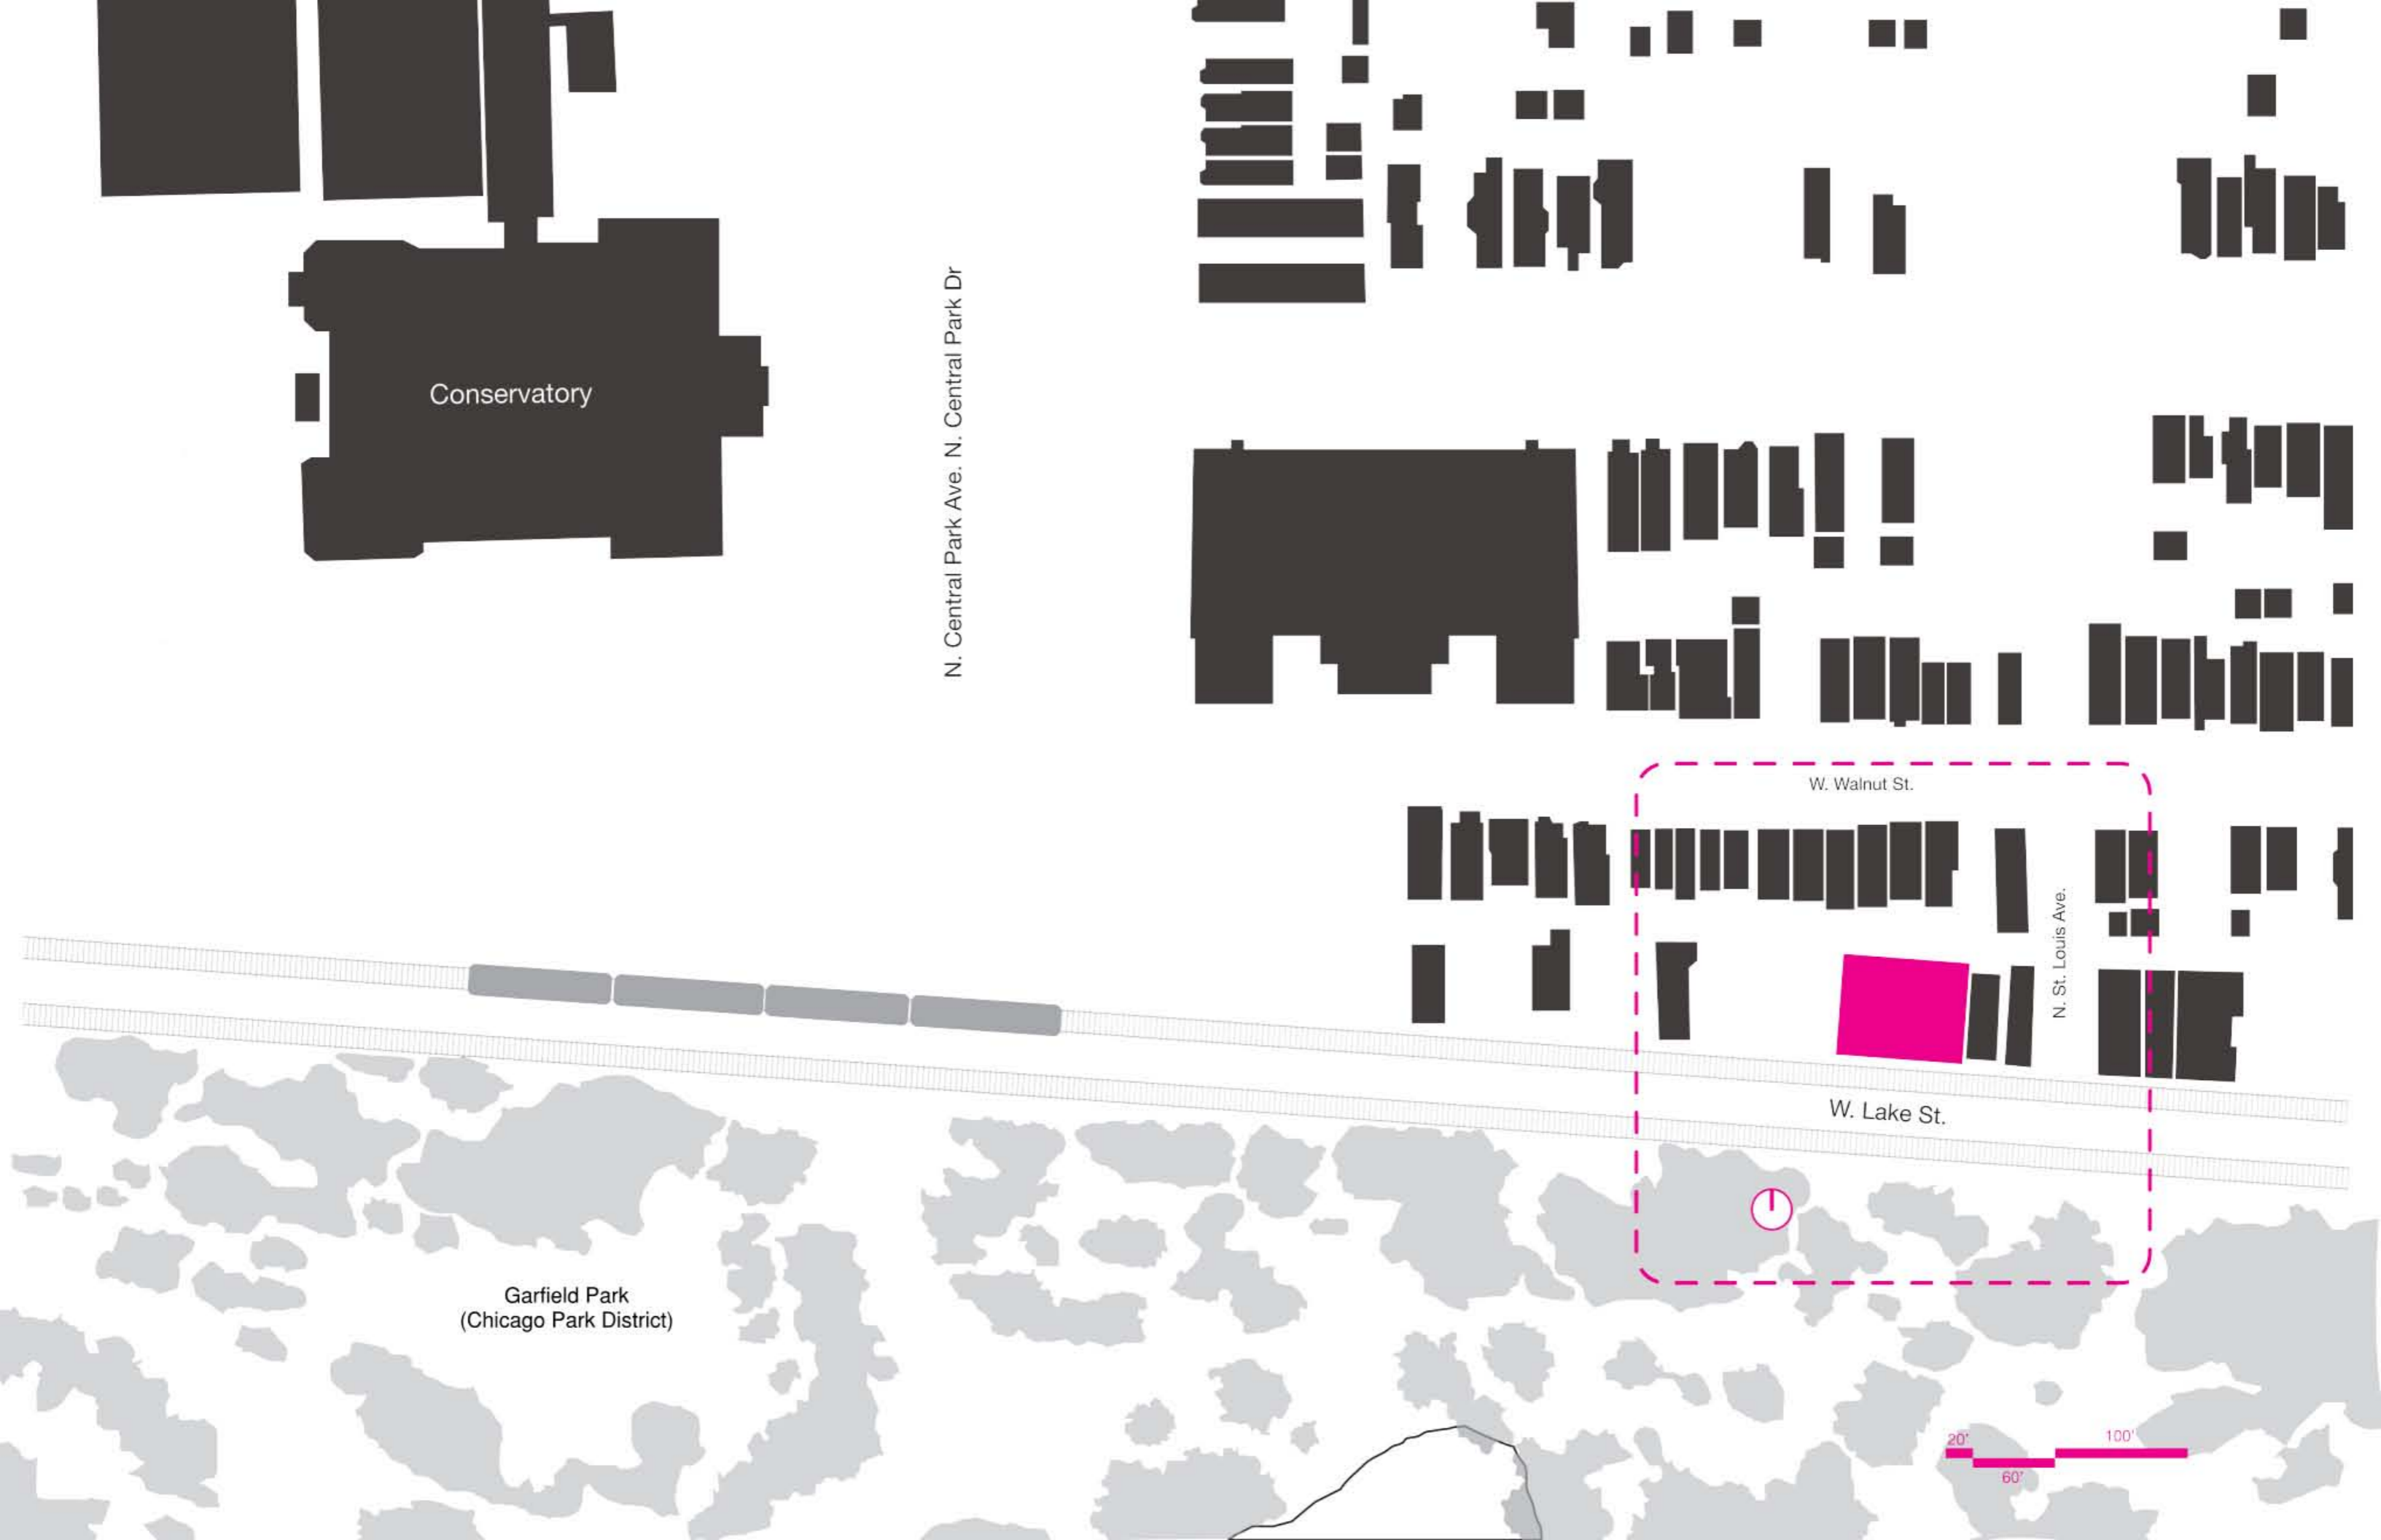 Conservatory
N. Central Park Ave. N. Central Park Dr
W. Walnut St.
N. St. Louis Ave.
W. Lake St.
Garfield Park
(Chicago Park District)
20'
100'
60'